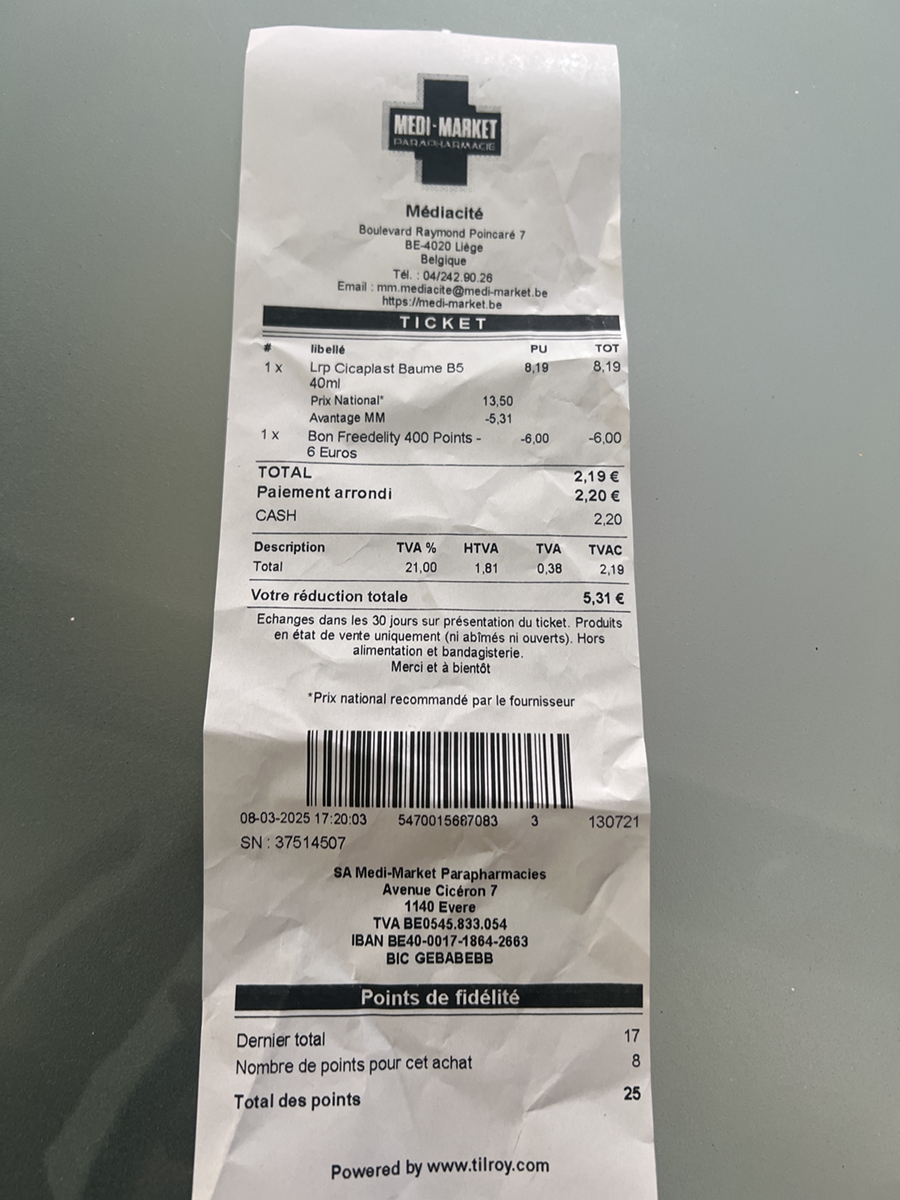 MEDI-MARKET
PARAPHARMACIE
Médiacité
Boulevard Raymond Poincaré 7
BE-4020 Liège
Belgique
Tél. : 04/242.90.26
Email : mm.mediacite@medi-market.be
https://medi-market.be
TICKET
# libellé PU TOT
1 x Lrp Cicaplast Baume B5 8,19 8,19
40ml
Prix National* 13,50
Avantage MM -5,31
1 x Bon Freedelity 400 Points - -6,00 -6,00
6 Euros
TOTAL 2,19 €
Paiement arrondi 2,20 €
CASH 2,20
Description TVA % HTVA TVA TVAC
Total 21,00 1,81 0,38 2,19
Votre réduction totale 5,31 €
Echanges dans les 30 jours sur présentation du ticket. Produits
en état de vente uniquement (ni abîmés ni ouverts). Hors
alimentation et bandagisterie.
Merci et à bientôt
*Prix national recommandé par le fournisseur
08-03-2025 17:20:03 5470015687083 3 130721
SN : 37514507
SA Medi-Market Parapharmacies
Avenue Cicéron 7
1140 Evere
TVA BE0545.833.054
IBAN BE40-0017-1864-2663
BIC GEBABEBB
Points de fidélité
Dernier total 17
Nombre de points pour cet achat 8
Total des points 25
Powered by www.tilroy.com